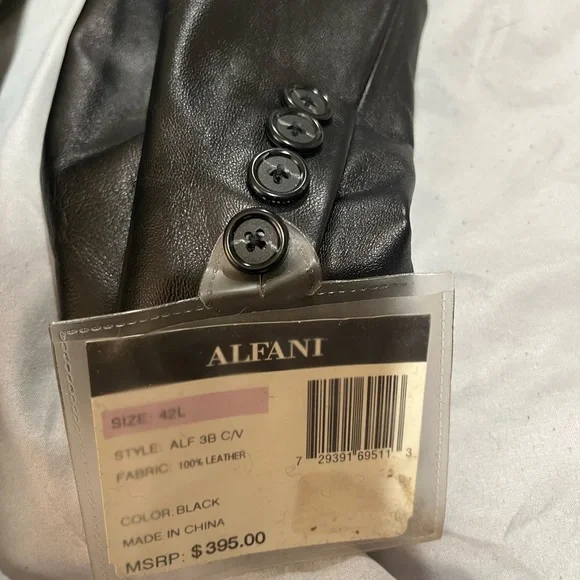 ALFANI
SIZE: 42L
STYLE: ALF 3B C/V
FABRIC: 100% LEATHER
7 29391 69511 3
COLOR: BLACK
MADE IN CHINA
MSRP: $395.00